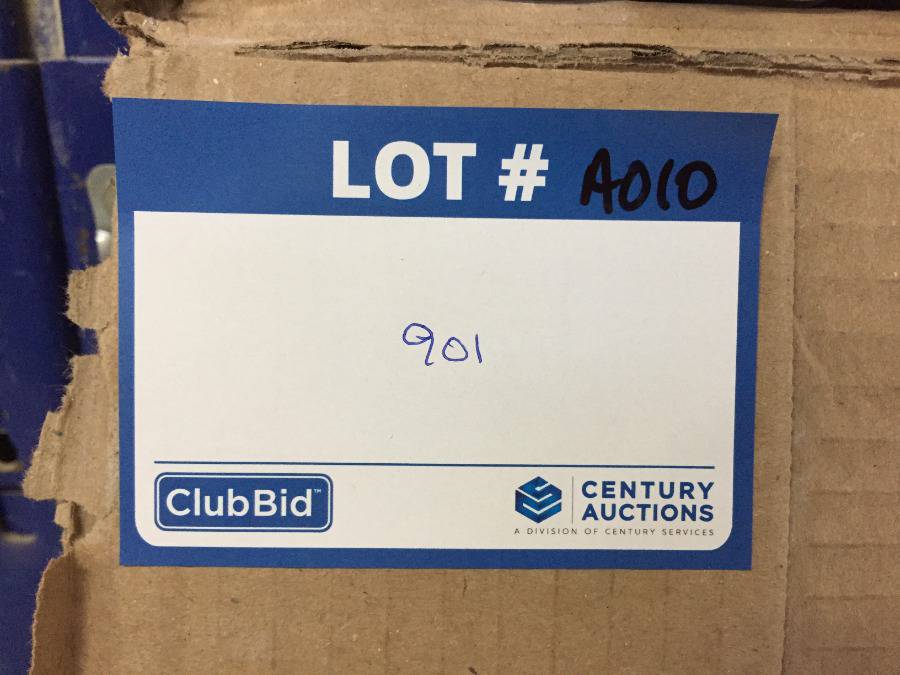 LOT # A010
901
ClubBid™
CENTURY
AUCTIONS
A DIVISION OF CENTURY SERVICES